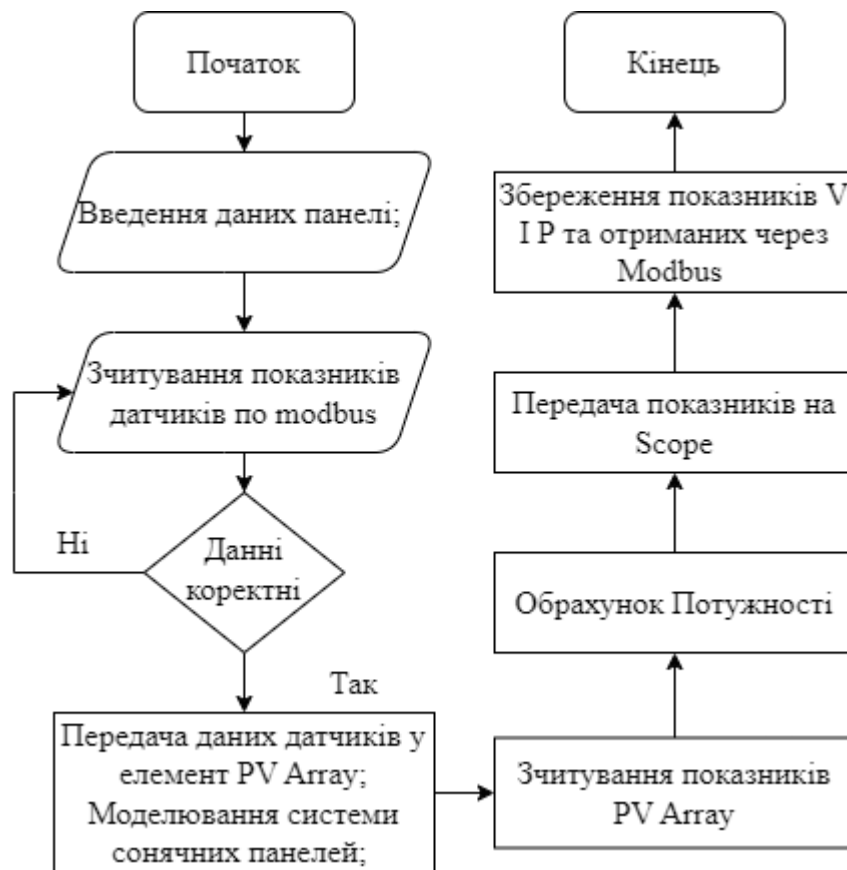 Початок
Введення даних панелі;
Зчитування показників
датчиків по modbus
Данні
коректні
Ні
Так
Передача даних датчиків у
елемент PV Array;
Моделювання системи
сонячних панелей;
Зчитування показників
PV Array
Обрахунок Потужності
Передача показників на
Scope
Збереження показників V
I P та отриманих через
Modbus
Кінець